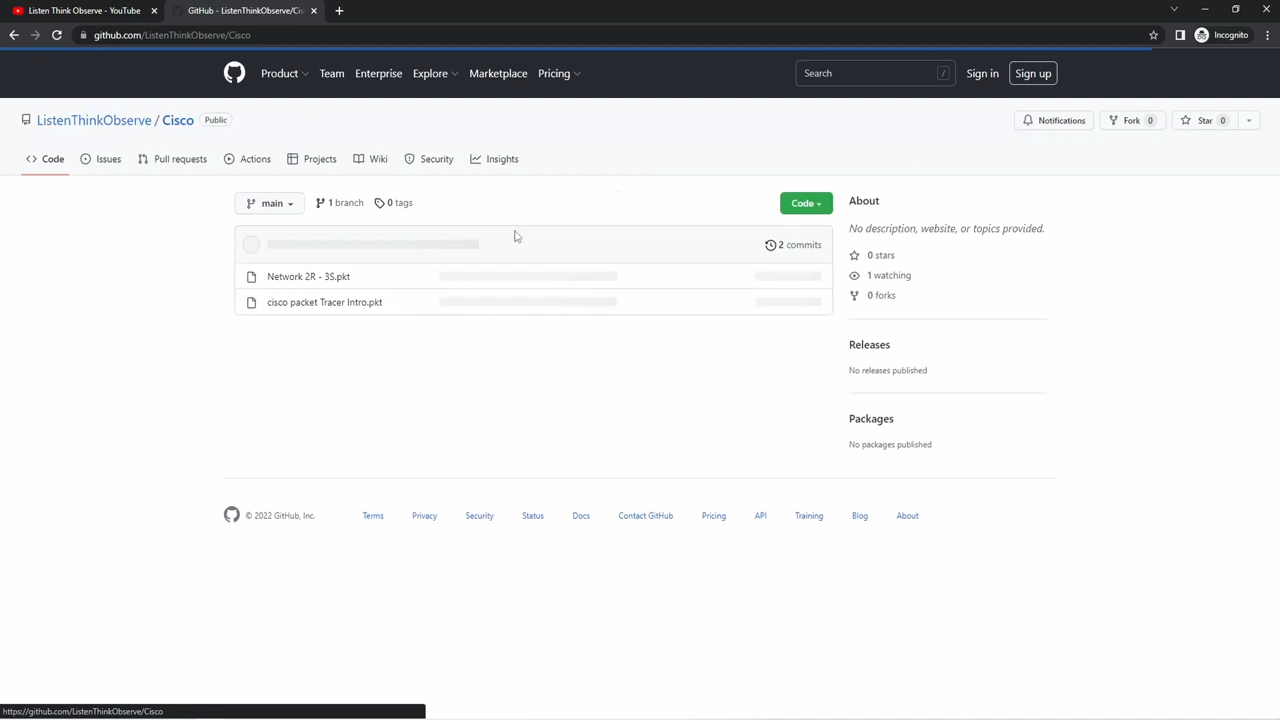 Listen Think Observe - YouTube
GitHub - ListenThinkObserve/Cis
github.com/ListenThinkObserve/Cisco
Incognito
Product
Team
Enterprise
Explore
Marketplace
Pricing
Search
/
Sign in
Sign up
ListenThinkObserve / Cisco
Public
Notifications
Fork 0
Star 0
Code
Issues
Pull requests
Actions
Projects
Wiki
Security
Insights
main
1 branch
0 tags
Code
About
No description, website, or topics provided.
2 commits
0 stars
Network 2R - 3S.pkt
1 watching
cisco packet Tracer Intro.pkt
0 forks
Releases
No releases published
Packages
No packages published
© 2022 GitHub, Inc.
Terms
Privacy
Security
Status
Docs
Contact GitHub
Pricing
API
Training
Blog
About
https://github.com/ListenThinkObserve/Cisco